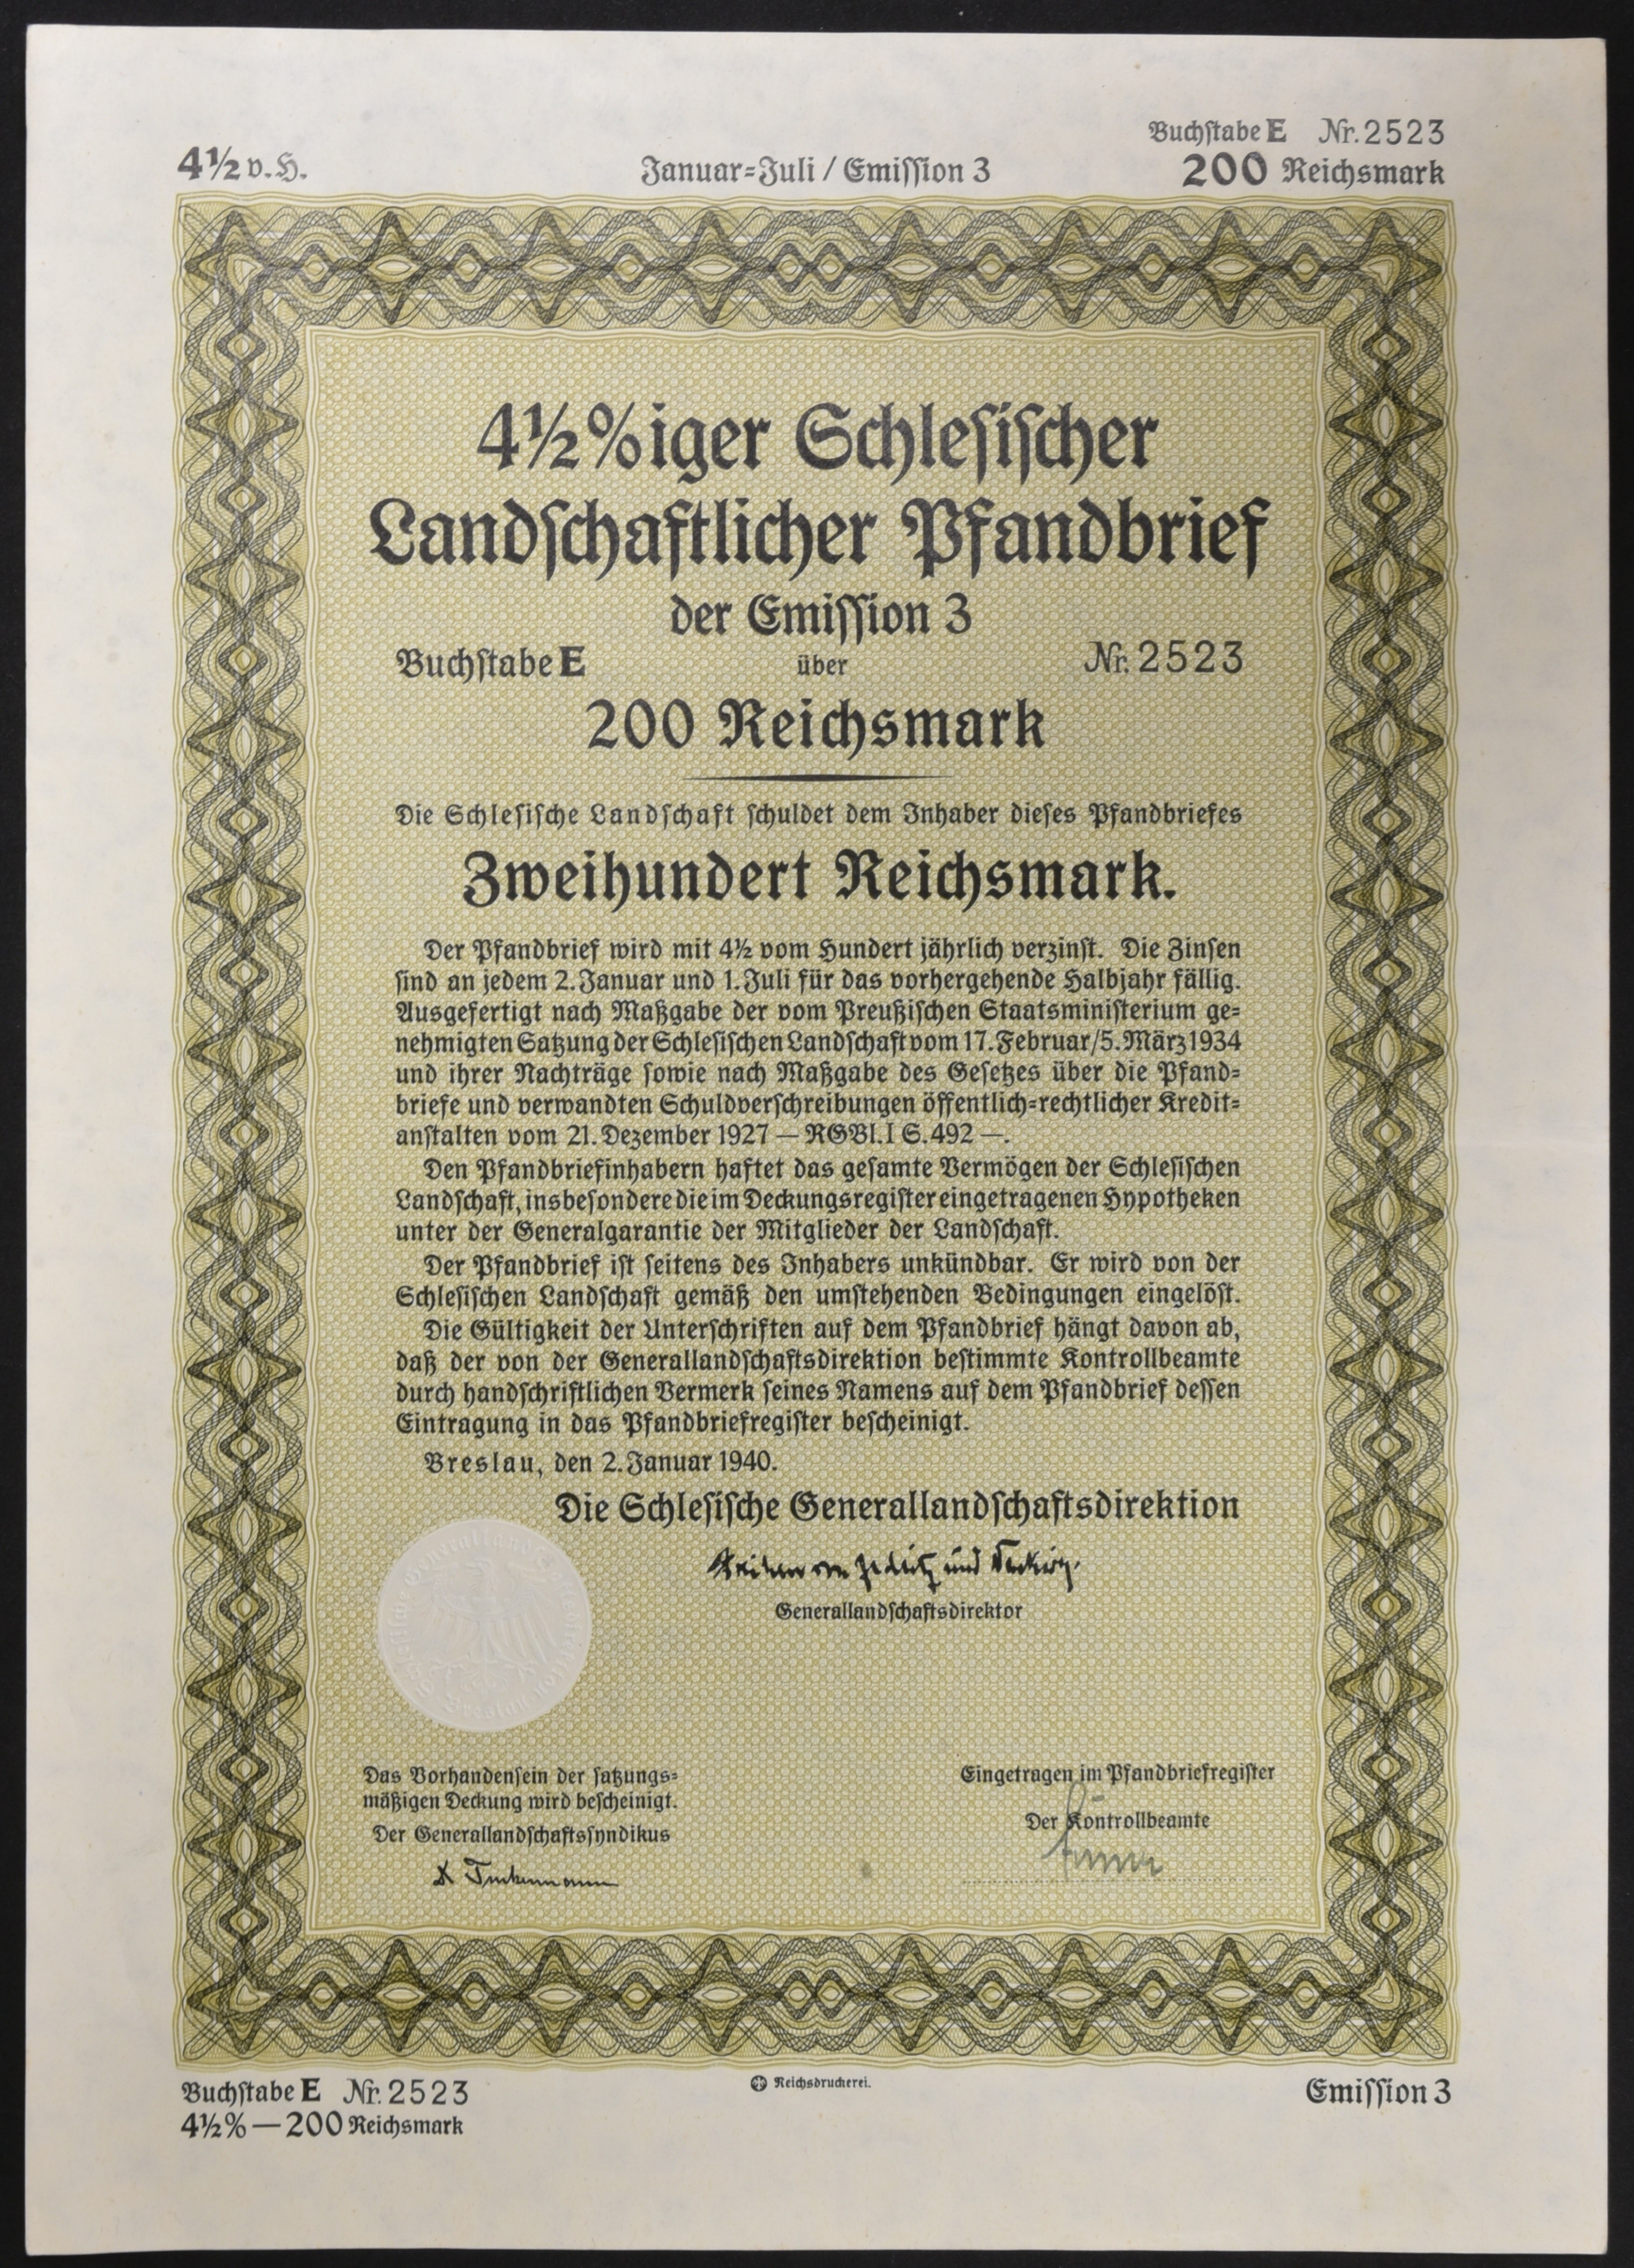 Buchstabe E Nr. 2523
4½ v. H. Januar-Juli / Emission 3 200 Reichsmark
4½%iger Schlesischer
Landschaftlicher Pfandbrief
der Emission 3
Buchstabe E über Nr. 2523
200 Reichsmark
Die Schlesische Landschaft schuldet dem Inhaber dieses Pfandbriefes
Zweihundert Reichsmark.
Der Pfandbrief wird mit 4½ vom Hundert jährlich verzinst. Die Zinsen
sind an jedem 2. Januar und 1. Juli für das vorhergehende Halbjahr fällig.
Ausgefertigt nach Maßgabe der vom Preußischen Staatsministerium ge-
nehmigten Satzung der Schlesischen Landschaft vom 17. Februar/5. März 1934
und ihrer Nachträge sowie nach Maßgabe des Gesetzes über die Pfand-
briefe und verwandten Schuldverschreibungen öffentlich-rechtlicher Kredit-
anstalten vom 21. Dezember 1927 — RGBl. I S. 492 —.
Den Pfandbriefinhabern haftet das gesamte Vermögen der Schlesischen
Landschaft, insbesondere die im Deckungsregister eingetragenen Hypotheken
unter der Generalgarantie der Mitglieder der Landschaft.
Der Pfandbrief ist seitens des Inhabers unkündbar. Er wird von der
Schlesischen Landschaft gemäß den umstehenden Bedingungen eingelöst.
Die Gültigkeit der Unterschriften auf dem Pfandbrief hängt davon ab,
daß der von der Generallandschaftsdirektion bestimmte Kontrollbeamte
durch handschriftlichen Vermerk seines Namens auf dem Pfandbrief dessen
Eintragung in das Pfandbriefregister bescheinigt.
Breslau, den 2. Januar 1940.
Die Schlesische Generallandschaftsdirektion
von Zedlitz und
Generallandschaftsdirektor
Das Vorhandensein der satzungs-
mäßigen Deckung wird bescheinigt.
Der Generallandschaftssyndikus
Eingetragen im Pfandbriefregister
Der Kontrollbeamte
Buchstabe E Nr. 2523
4½% — 200 Reichsmark
Reichsdruckerei.
Emission 3